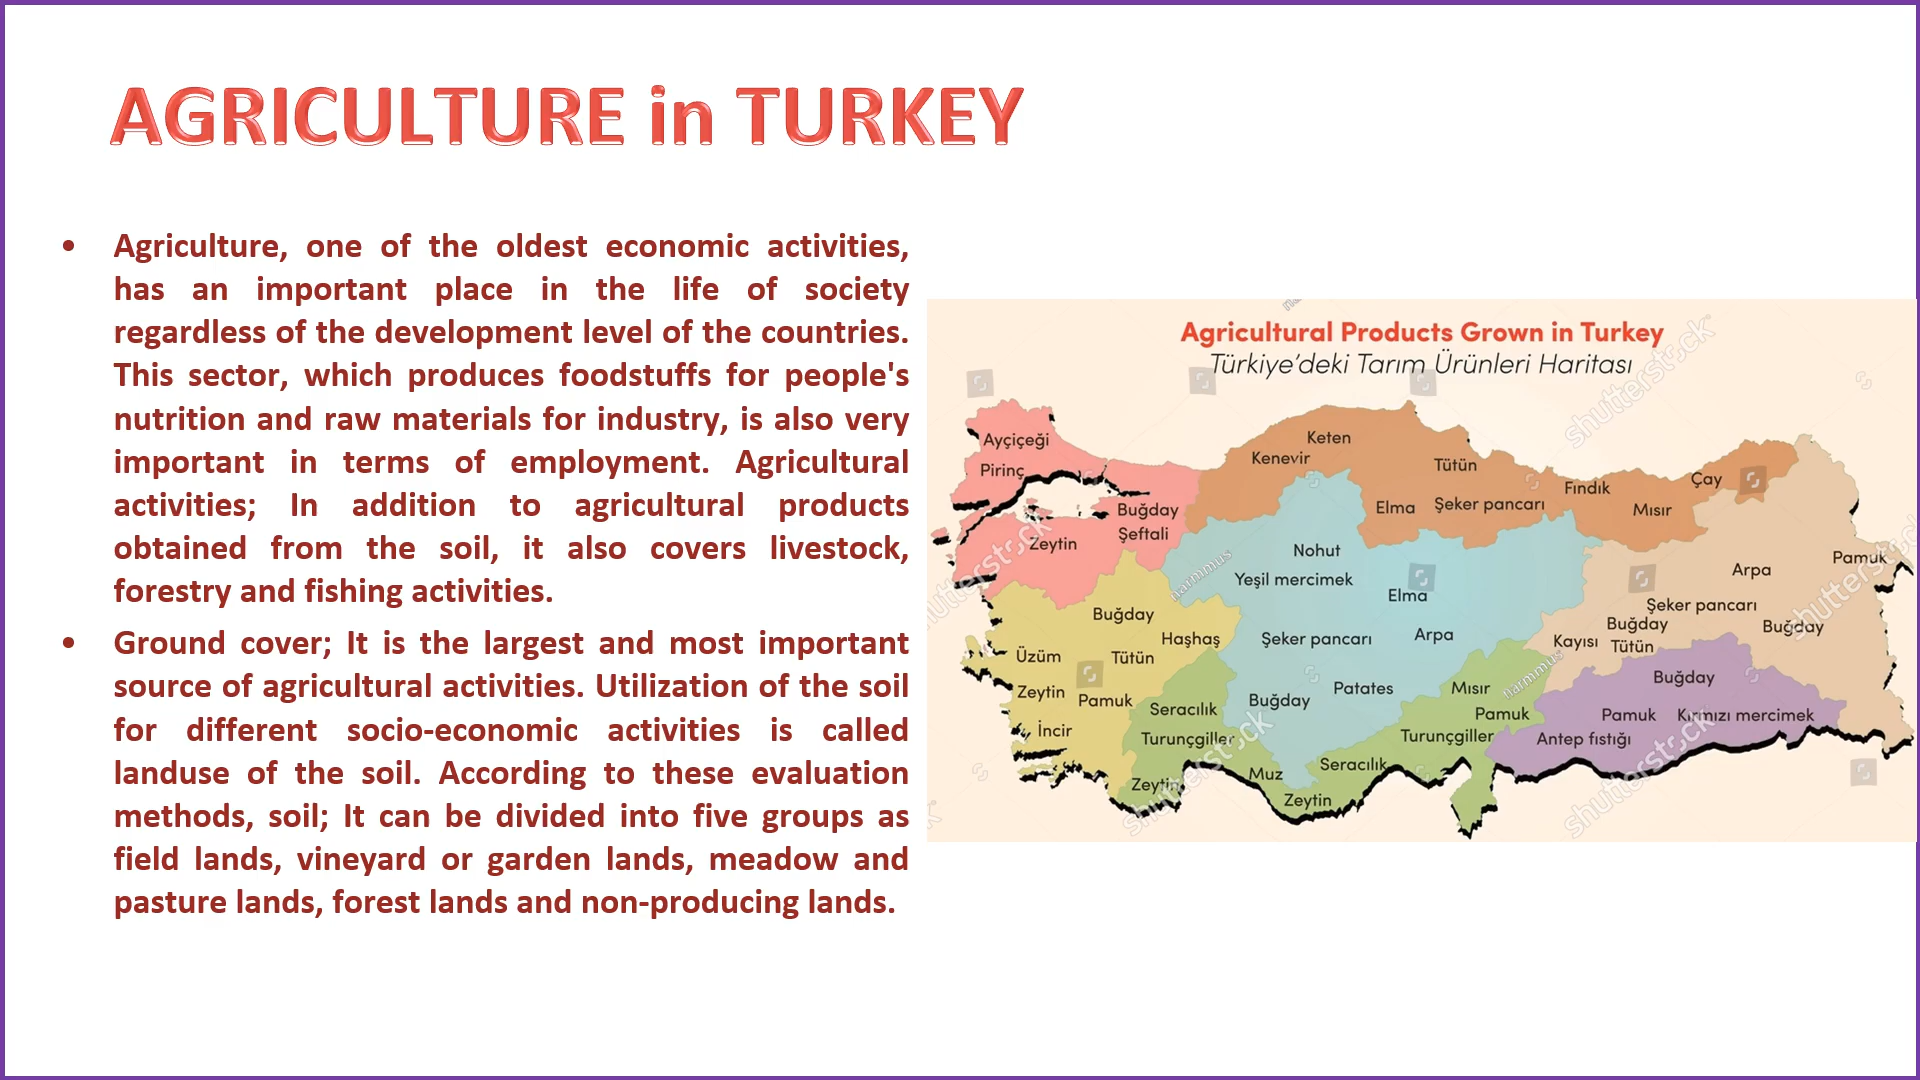 AGRICULTURE in TURKEY
• Agriculture, one of the oldest economic activities,
has an important place in the life of society
regardless of the development level of the countries.
This sector, which produces foodstuffs for people's
nutrition and raw materials for industry, is also very
important in terms of employment. Agricultural
activities; In addition to agricultural products
obtained from the soil, it also covers livestock,
forestry and fishing activities.
• Ground cover; It is the largest and most important
source of agricultural activities. Utilization of the soil
for different socio-economic activities is called
landuse of the soil. According to these evaluation
methods, soil; It can be divided into five groups as
field lands, vineyard or garden lands, meadow and
pasture lands, forest lands and non-producing lands.
Agricultural Products Grown in Turkey
Türkiye'deki Tarım Ürünleri Haritası
Ayçiçeği
Pirinç
Buğday
Şeftali
Zeytin
Keten
Kenevir
Tütün
Elma
Şeker pancarı
Fındık
Mısır
Çay
Nohut
Yeşil mercimek
Elma
Şeker pancarı
Arpa
Buğday
Patates
Pamuk
Arpa
Şeker pancarı
Buğday
Buğday
Kayısı
Tütün
Buğday
Haşhaş
Üzüm
Tütün
Zeytin
Pamuk
İncir
Seracılık
Turunçgiller
Zeytin
Muz
Seracılık
Zeytin
Mısır
Pamuk
Turunçgiller
Buğday
Pamuk
Kırmızı mercimek
Antep fıstığı
shutterstock
shutterstock
shutterstock
shutterstock
shutterstock
narmmus
narmmus